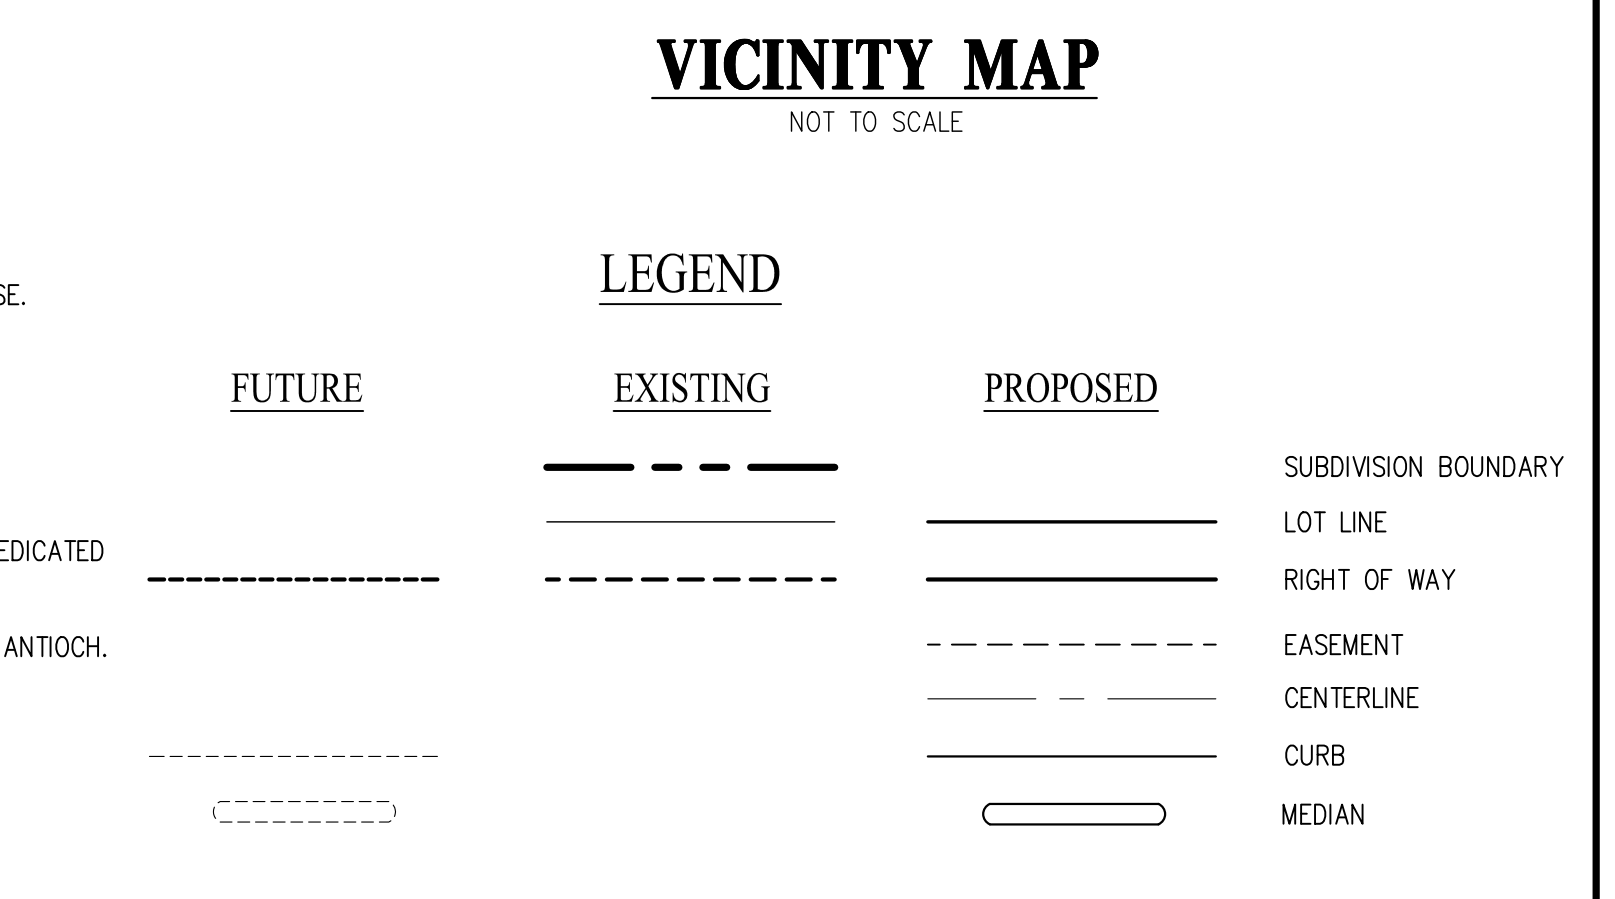 VICINITY MAP
NOT TO SCALE
SE.
LEGEND
FUTURE EXISTING PROPOSED
SUBDIVISION BOUNDARY
LOT LINE
EDICATED
RIGHT OF WAY
ANTIOCH.
EASEMENT
CENTERLINE
CURB
MEDIAN